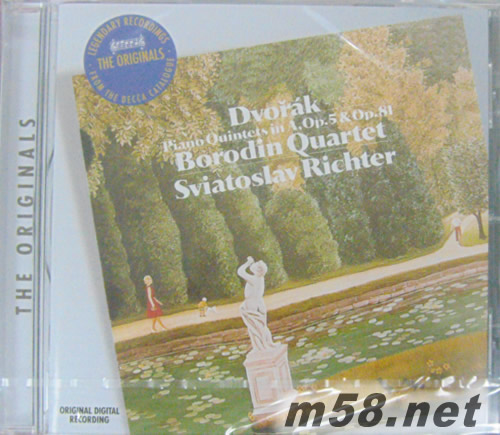 LEGENDARY RECORDINGS
THE ORIGINALS
FROM THE DECCA CATALOGUE
THE ORIGINALS
Dvořák
Piano Quintets in A, Op.5 & Op.81
Borodin Quartet
Sviatoslav Richter
ORIGINAL DIGITAL
RECORDING
m58.net